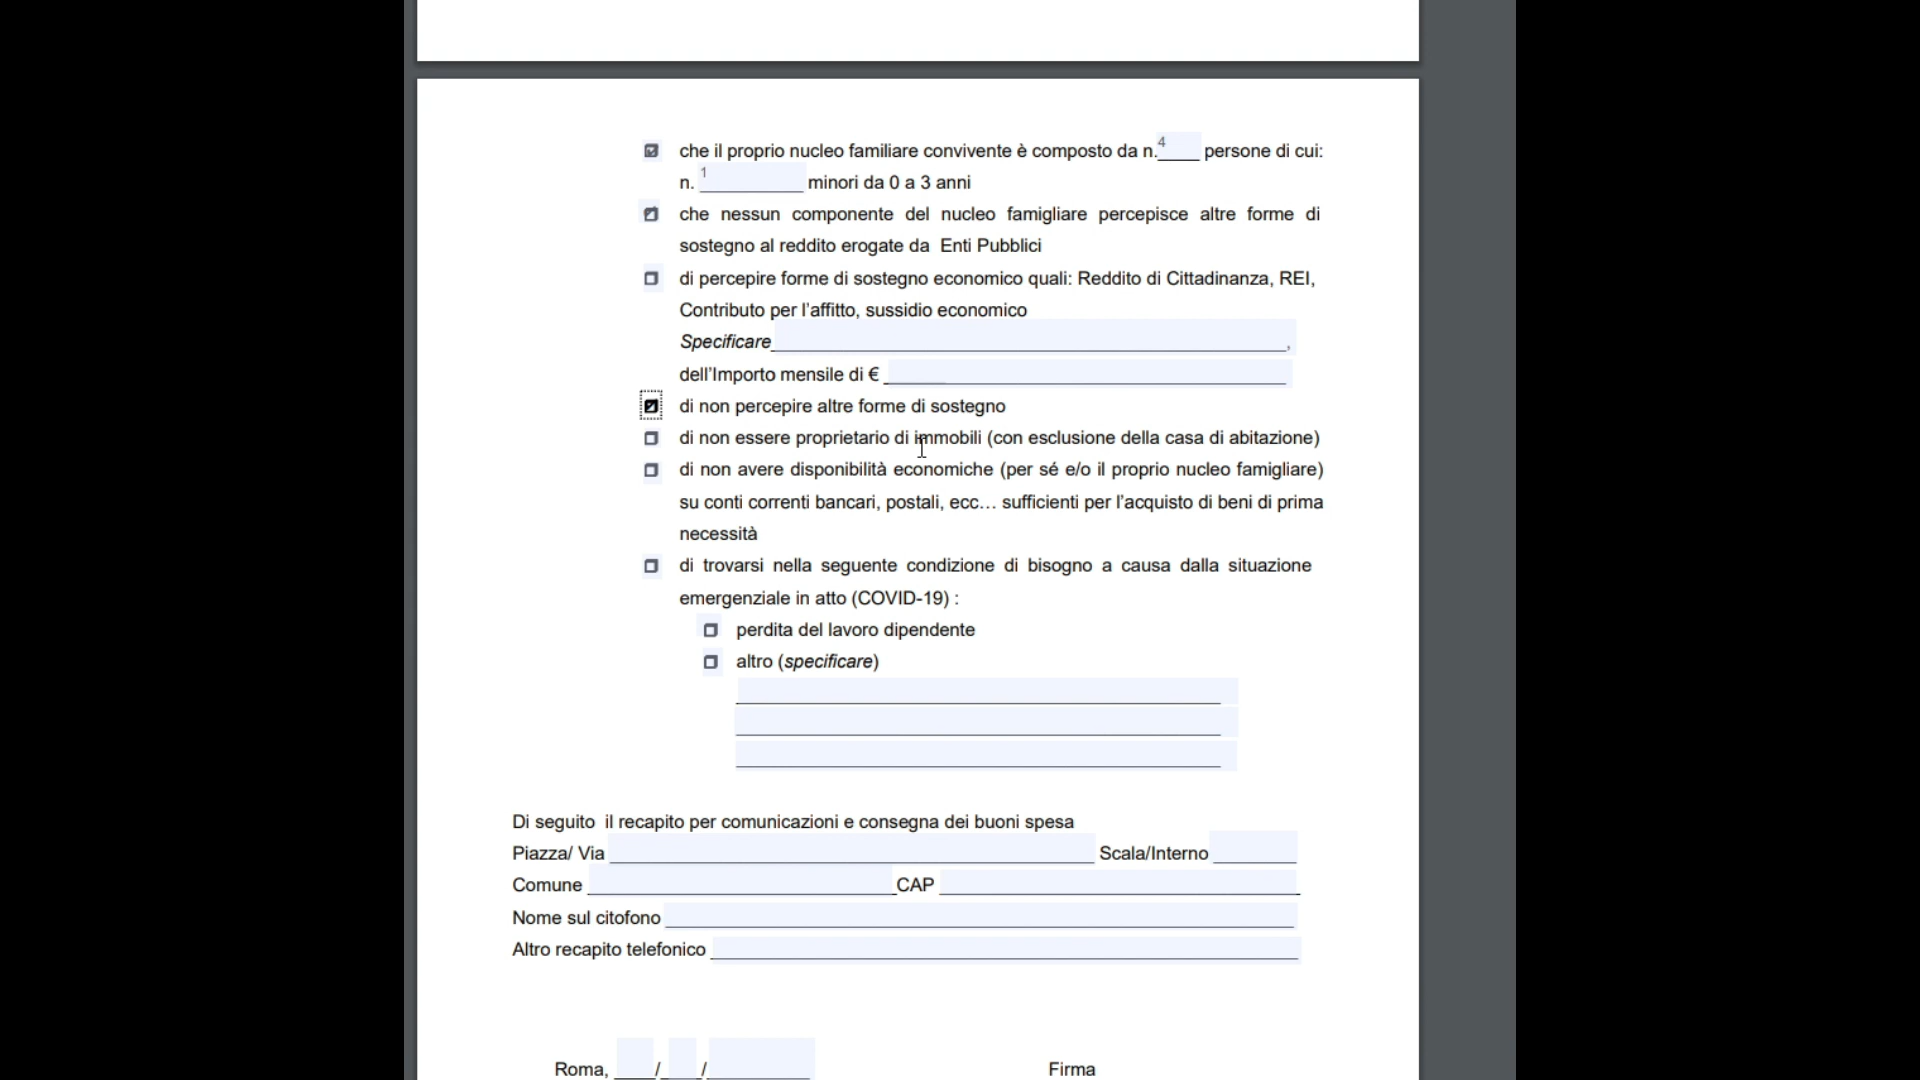 che il proprio nucleo familiare convivente è composto da n. 4 persone di cui:
n. 1 minori da 0 a 3 anni
che nessun componente del nucleo famigliare percepisce altre forme di
sostegno al reddito erogate da Enti Pubblici
di percepire forme di sostegno economico quali: Reddito di Cittadinanza, REI,
Contributo per l'affitto, sussidio economico
Specificare ,
dell'Importo mensile di €
di non percepire altre forme di sostegno
di non essere proprietario di immobili (con esclusione della casa di abitazione)
di non avere disponibilità economiche (per sé e/o il proprio nucleo famigliare)
su conti correnti bancari, postali, ecc… sufficienti per l'acquisto di beni di prima
necessità
di trovarsi nella seguente condizione di bisogno a causa dalla situazione
emergenziale in atto (COVID-19) :
perdita del lavoro dipendente
altro (specificare)
Di seguito il recapito per comunicazioni e consegna dei buoni spesa
Piazza/ Via Scala/Interno
Comune CAP
Nome sul citofono
Altro recapito telefonico
Roma, / / Firma